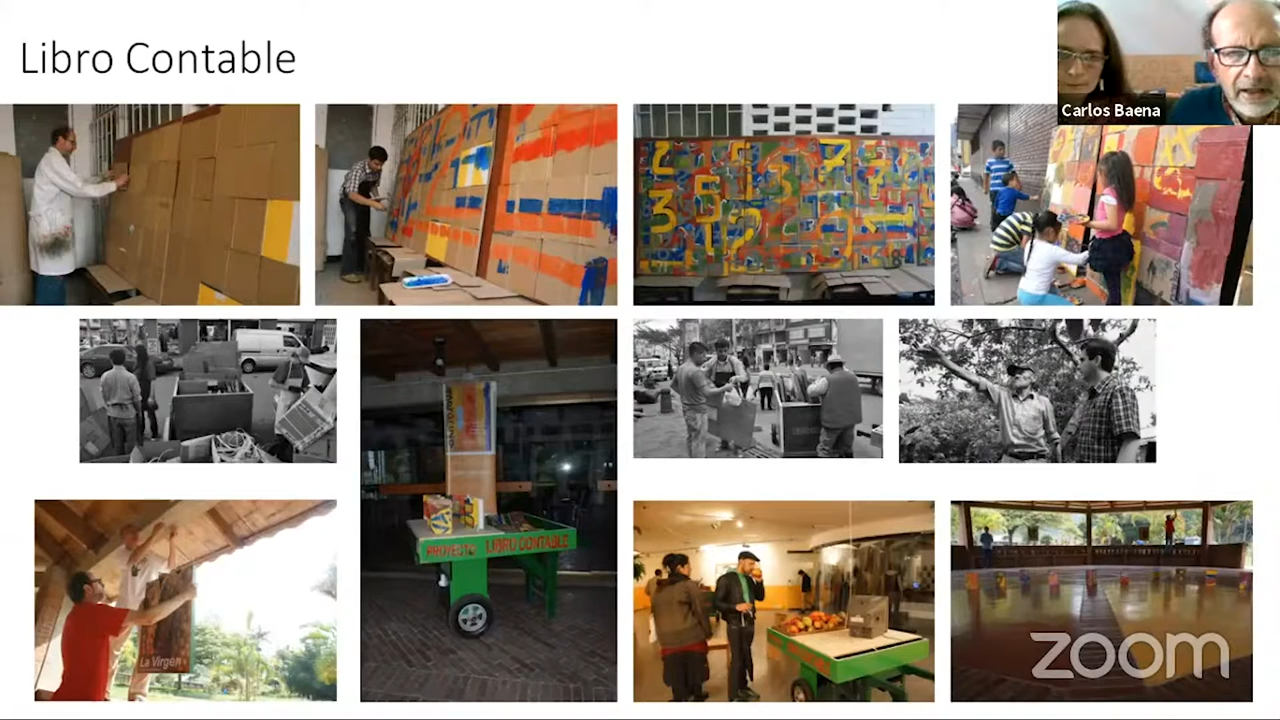 Libro Contable
Carlos Baena
PROYECTO LIBRO CONTABLE
La Virgen
zoom